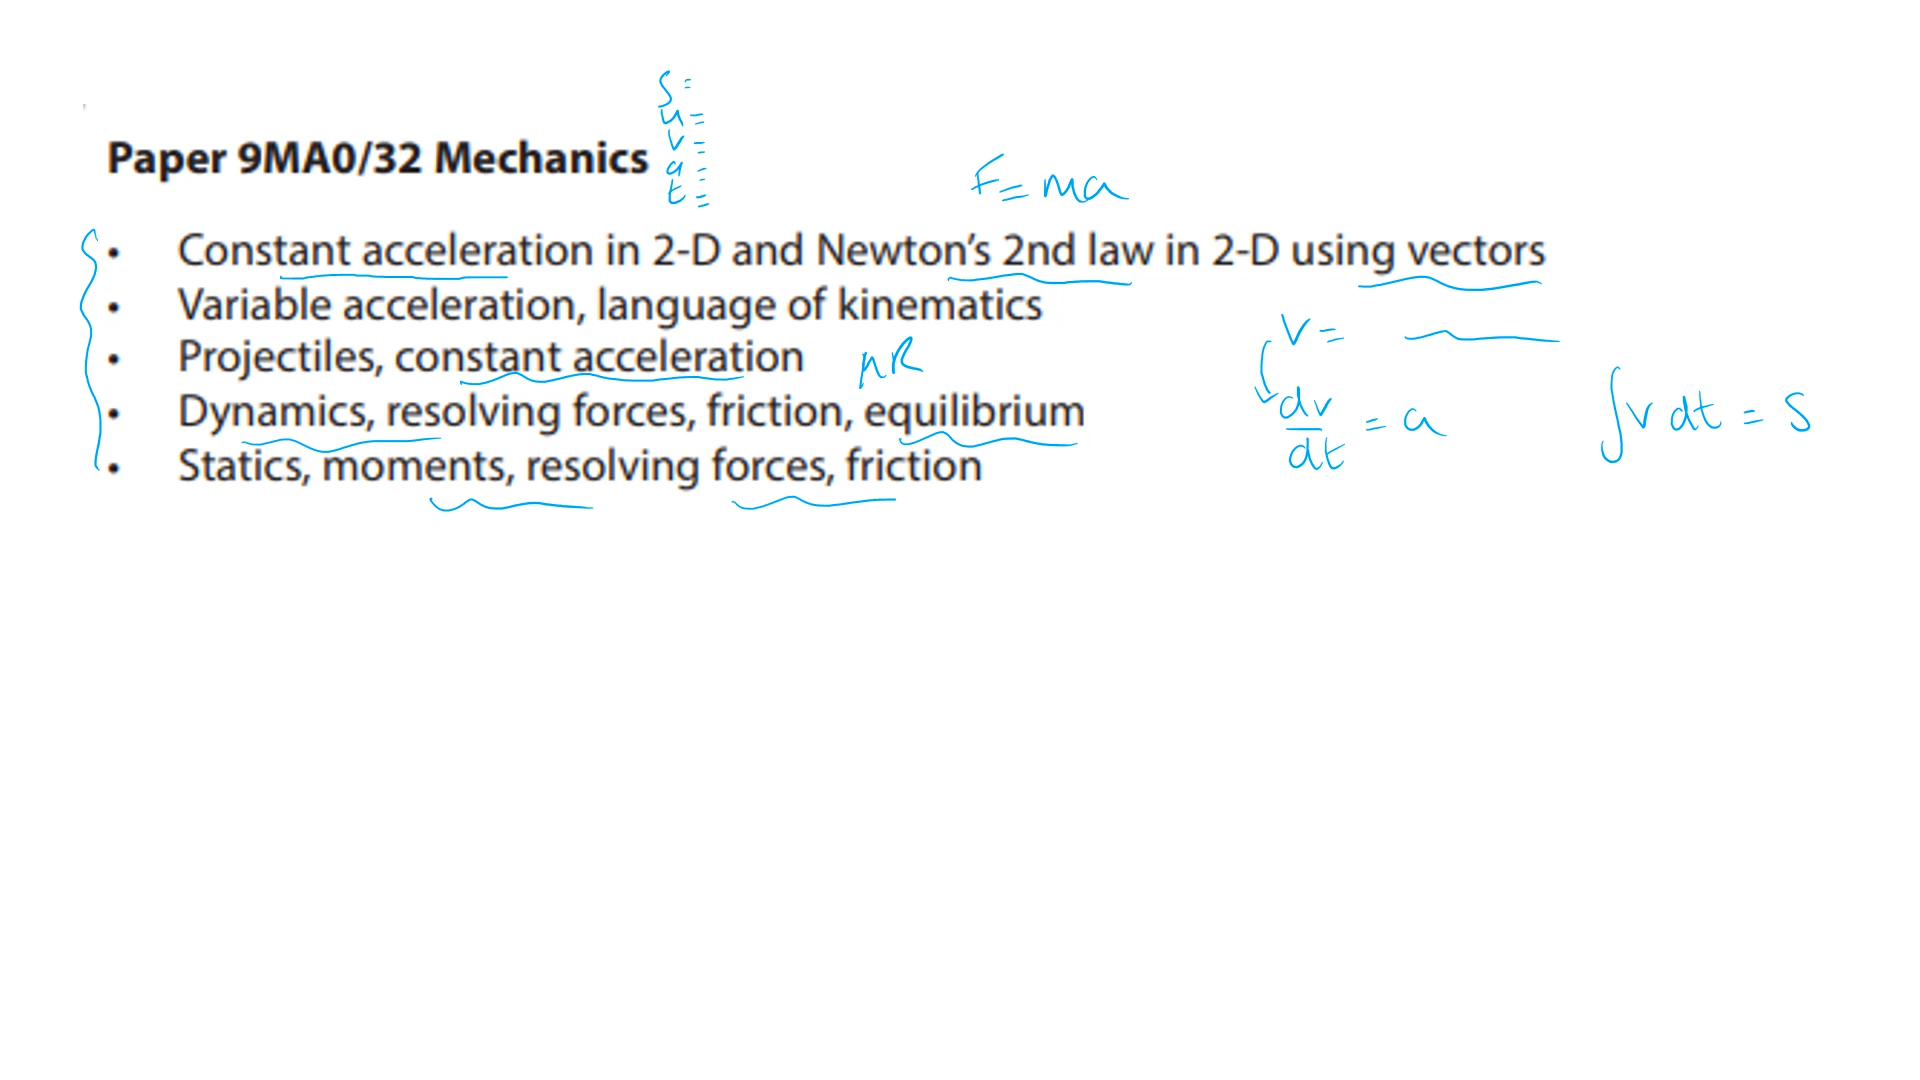 S=
u=
Paper 9MA0/32 Mechanics
v=
a=
t=
F=ma
• Constant acceleration in 2-D and Newton's 2nd law in 2-D using vectors
• Variable acceleration, language of kinematics
v=
• Projectiles, constant acceleration
μR
• Dynamics, resolving forces, friction, equilibrium
dv/dt = a
∫v dt = S
• Statics, moments, resolving forces, friction